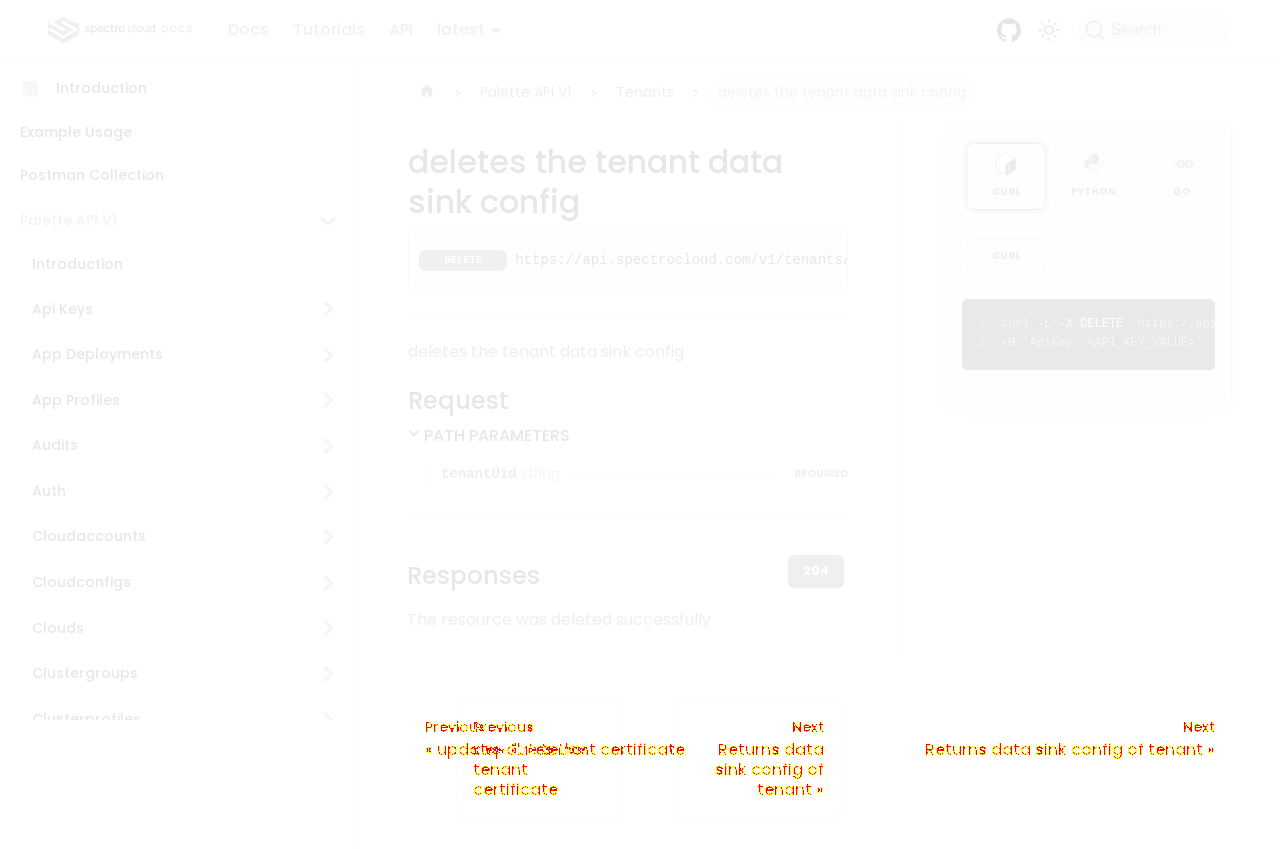 spectro cloud DOCS
Docs
Tutorials
API
latest
Search
Introduction
Example Usage
Postman Collection
Palette API V1
Introduction
Api Keys
App Deployments
App Profiles
Audits
Auth
Cloudaccounts
Cloudconfigs
Clouds
Clustergroups
Clusterprofiles
Palette API V1
Tenants
deletes the tenant data sink config
deletes the tenant data
sink config
DELETE
https://api.spectrocloud.com/v1/tenants/
deletes the tenant data sink config
Request
PATH PARAMETERS
tenantUid string
REQUIRED
Responses
204
The resource was deleted successfully
CURL
PYTHON
GO
CURL
1 curl -L -X DELETE 'https://api
2 -H 'ApiKey: <API_KEY_VALUE>'
Previous
Previous
certificate
tenant
certificate
Next
Returns data
sink config of
tenant »
Next
Returns data sink config of tenant »